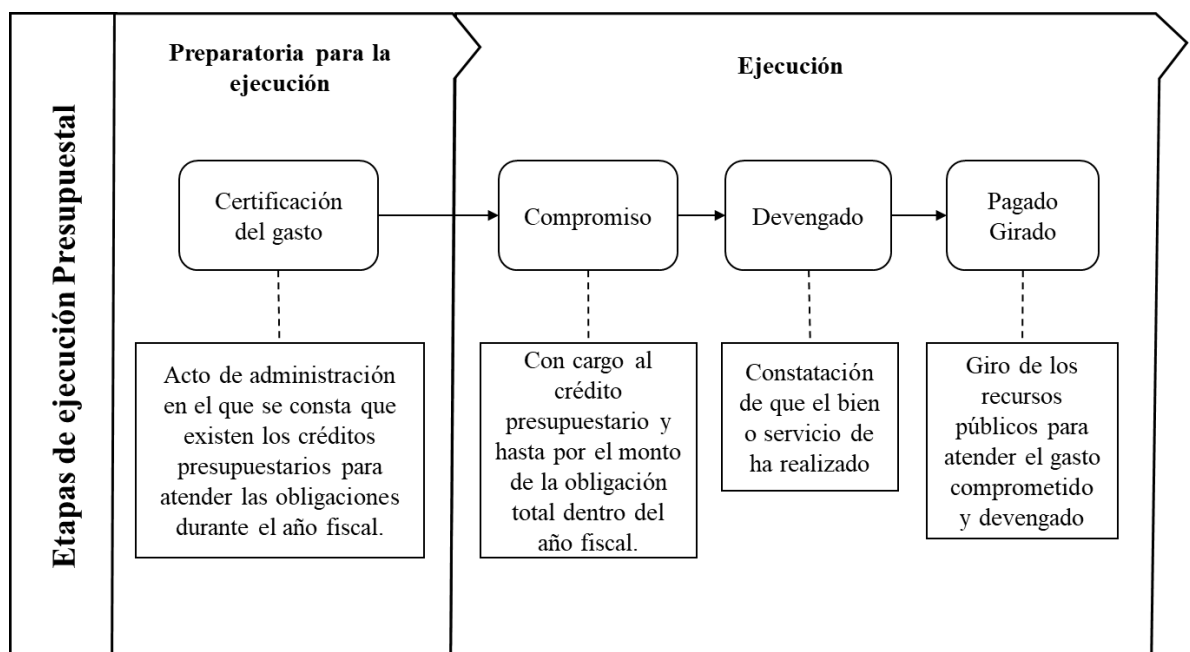 Etapas de ejecución Presupuestal
Preparatoria para la
ejecución
Ejecución
Certificación
del gasto
Compromiso
Devengado
Pagado
Girado
Acto de administración
en el que se consta que
existen los créditos
presupuestarios para
atender las obligaciones
durante el año fiscal.
Con cargo al
crédito
presupuestario y
hasta por el monto
de la obligación
total dentro del
año fiscal.
Constatación
de que el bien
o servicio de
ha realizado
Giro de los
recursos
públicos para
atender el gasto
comprometido
y devengado